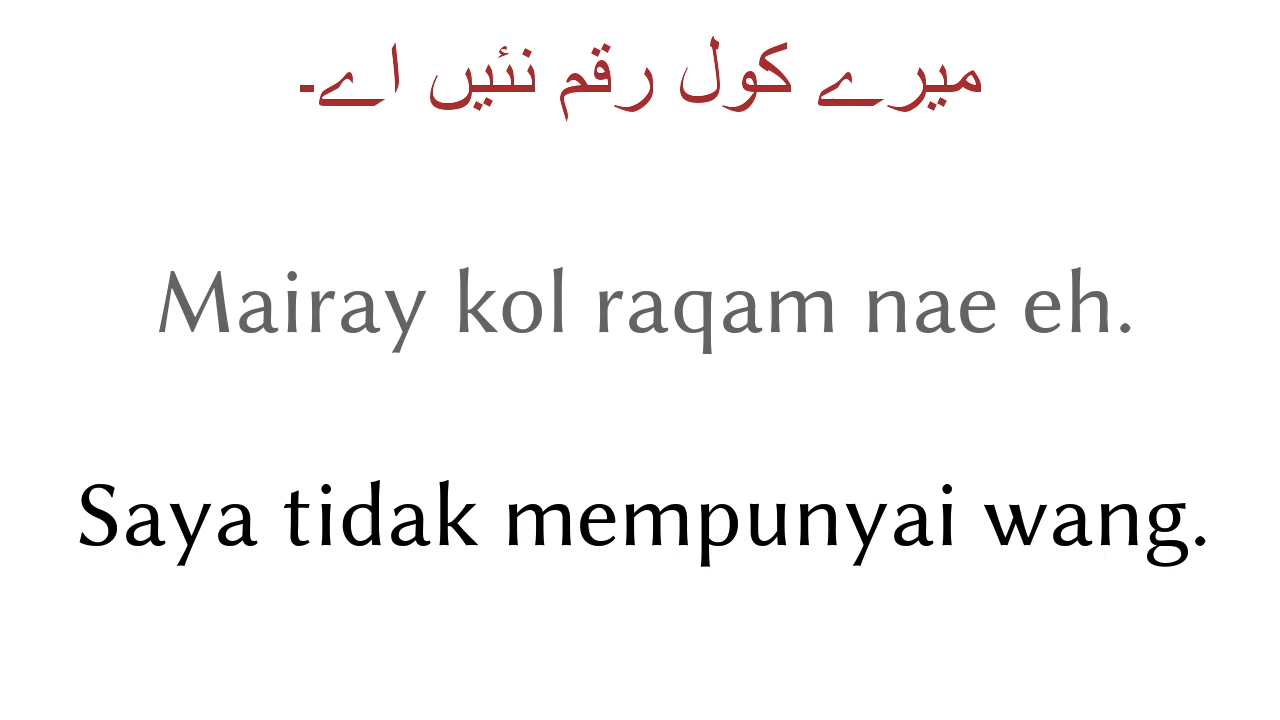 میرے کول رقم نئیں اے۔
Mairay kol raqam nae eh.
Saya tidak mempunyai wang.